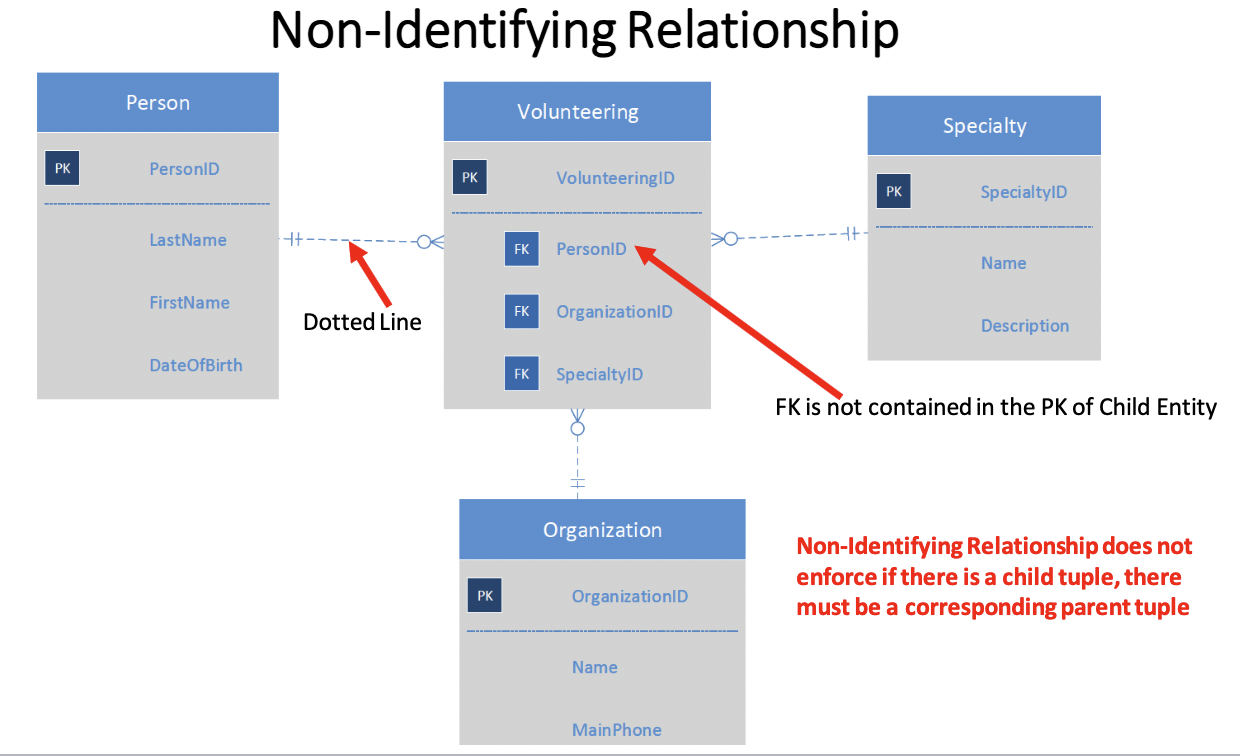 Non-Identifying Relationship
Person
PK PersonID
LastName
FirstName
DateOfBirth
Dotted Line
Volunteering
PK VolunteeringID
FK PersonID
FK OrganizationID
FK SpecialtyID
Specialty
PK SpecialtyID
Name
Description
FK is not contained in the PK of Child Entity
Organization
PK OrganizationID
Name
MainPhone
Non-Identifying Relationship does not
enforce if there is a child tuple, there
must be a corresponding parent tuple